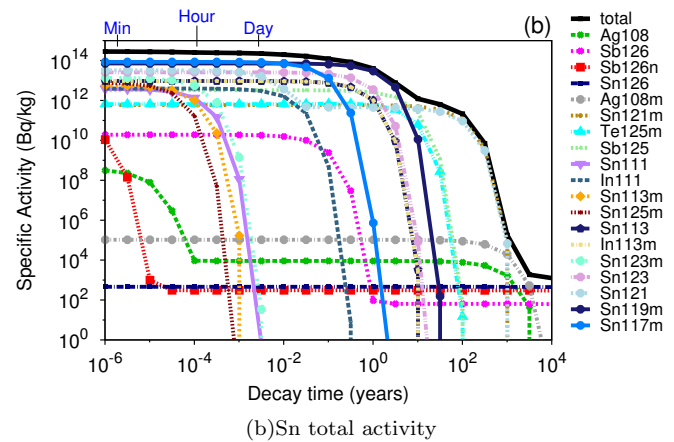 Min
Hour
Day
(b)
Specific Activity (Bq/kg)
10^14
10^12
10^10
10^8
10^6
10^4
10^2
10^0
10^-6
10^-4
10^-2
10^0
10^2
10^4
Decay time (years)
total
Ag108
Sb126
Sb126n
Sn126
Ag108m
Sn121m
Te125m
Sb125
Sn111
In111
Sn113m
Sn125m
Sn113
In113m
Sn123m
Sn123
Sn121
Sn119m
Sn117m
(b)Sn total activity